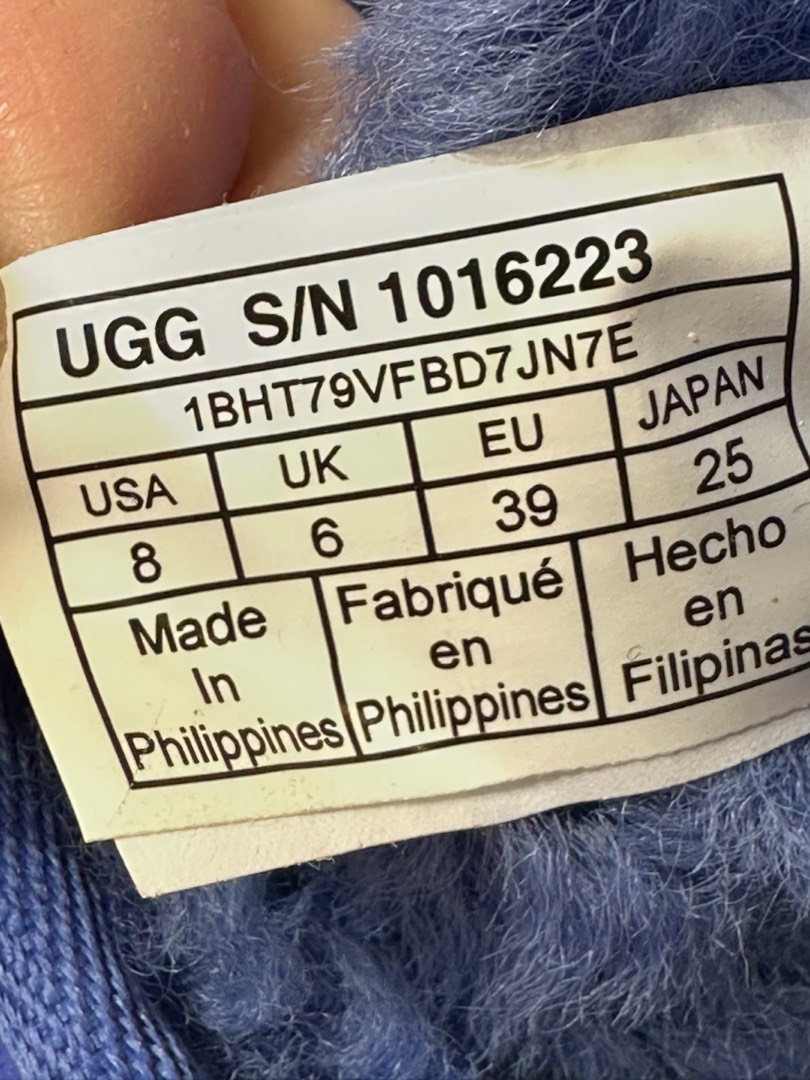 UGG S/N 1016223
1BHT79VFBD7JN7E
USA UK EU JAPAN
8 6 39 25
Made
In
Philippines
Fabriqué
en
Philippines
Hecho
en
Filipinas